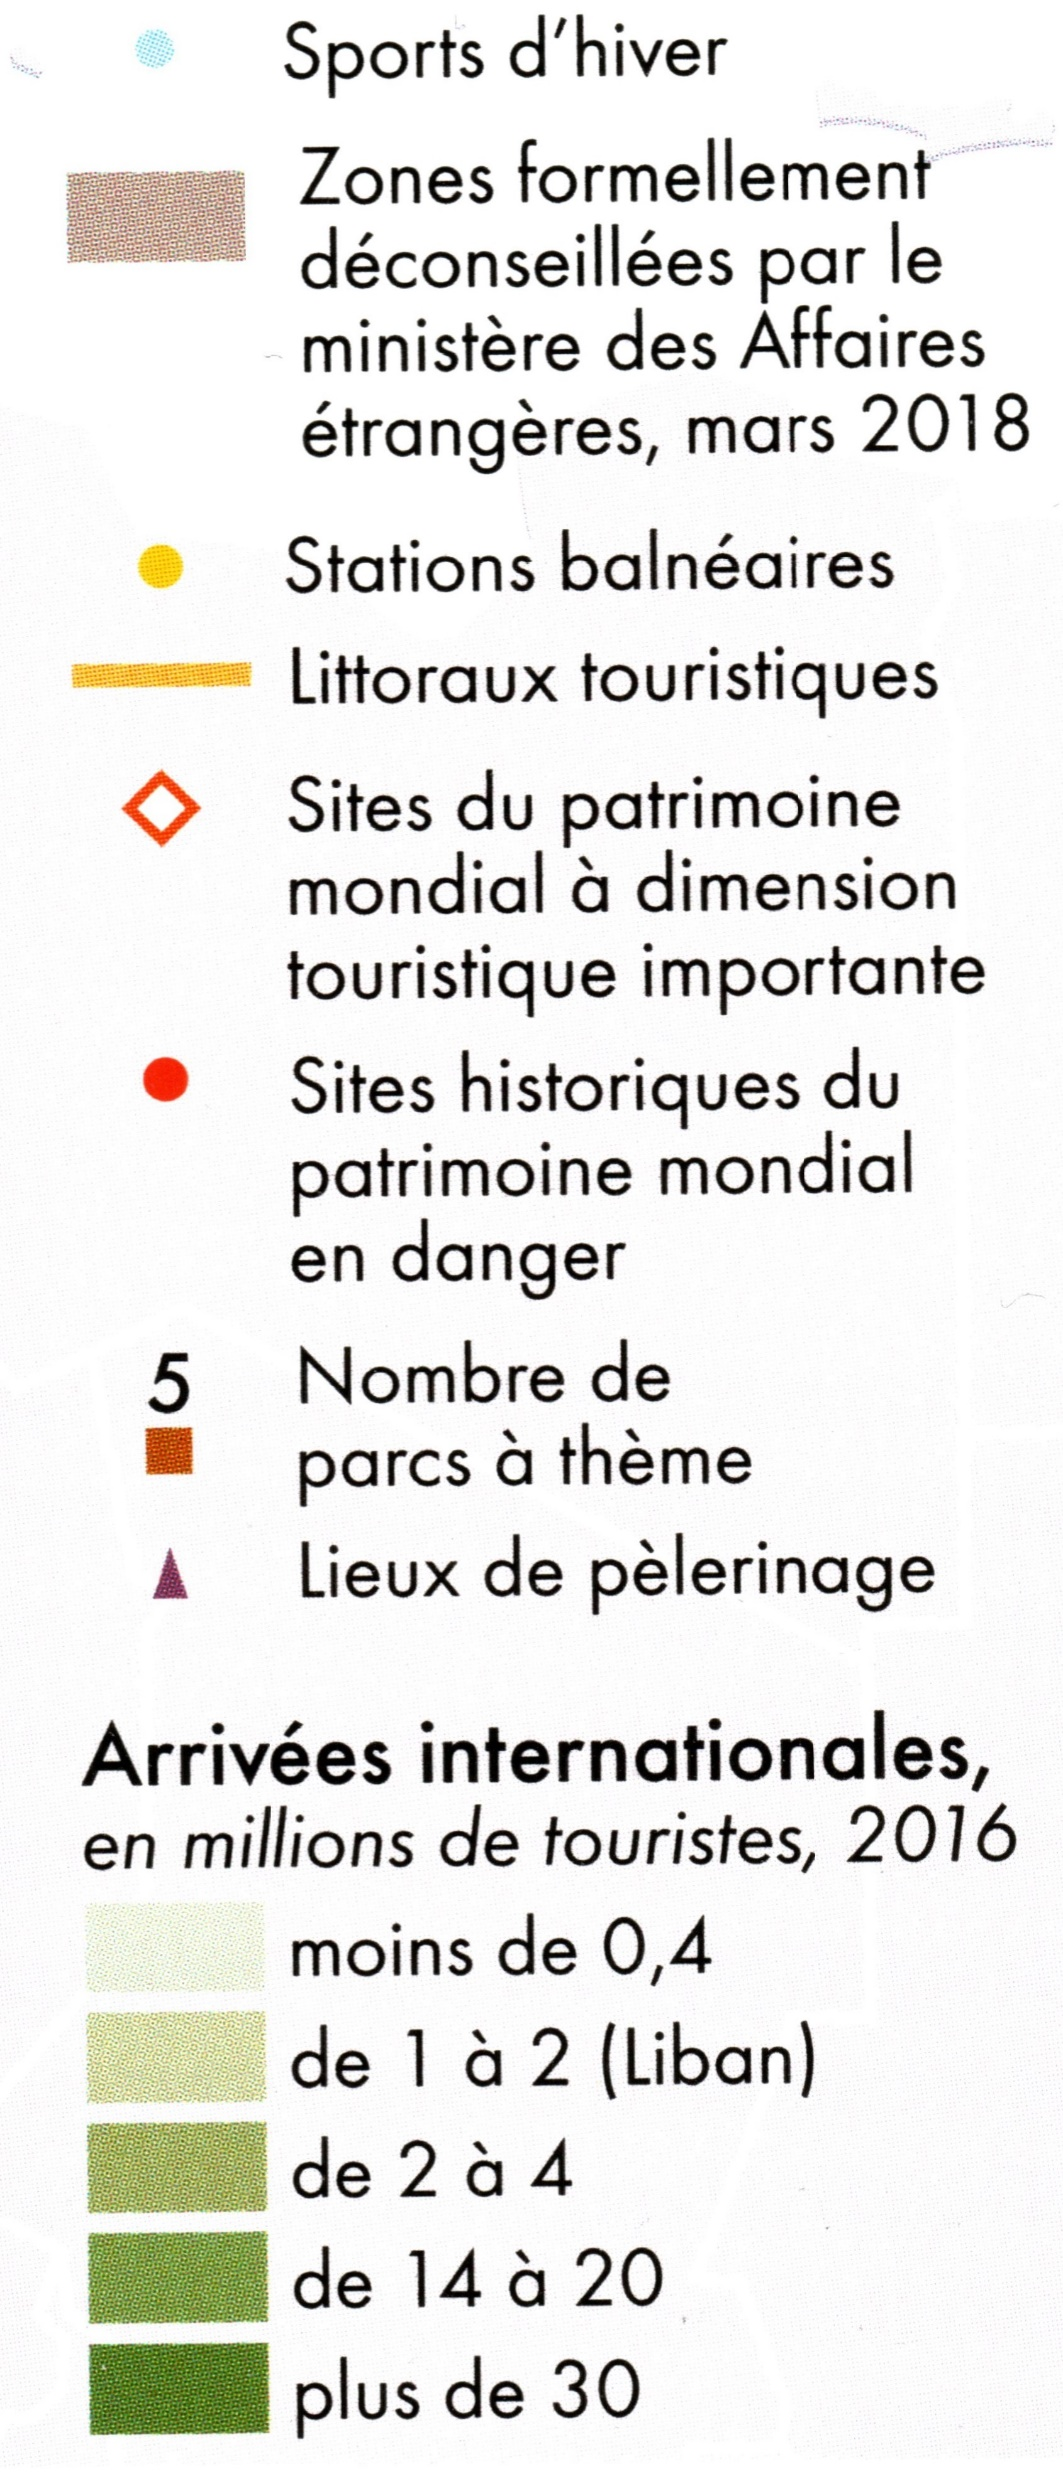 Sports d'hiver
Zones formellement
déconseillées par le
ministère des Affaires
étrangères, mars 2018
Stations balnéaires
Littoraux touristiques
Sites du patrimoine
mondial à dimension
touristique importante
Sites historiques du
patrimoine mondial
en danger
5 Nombre de
parcs à thème
Lieux de pèlerinage
Arrivées internationales,
en millions de touristes, 2016
moins de 0,4
de 1 à 2 (Liban)
de 2 à 4
de 14 à 20
plus de 30